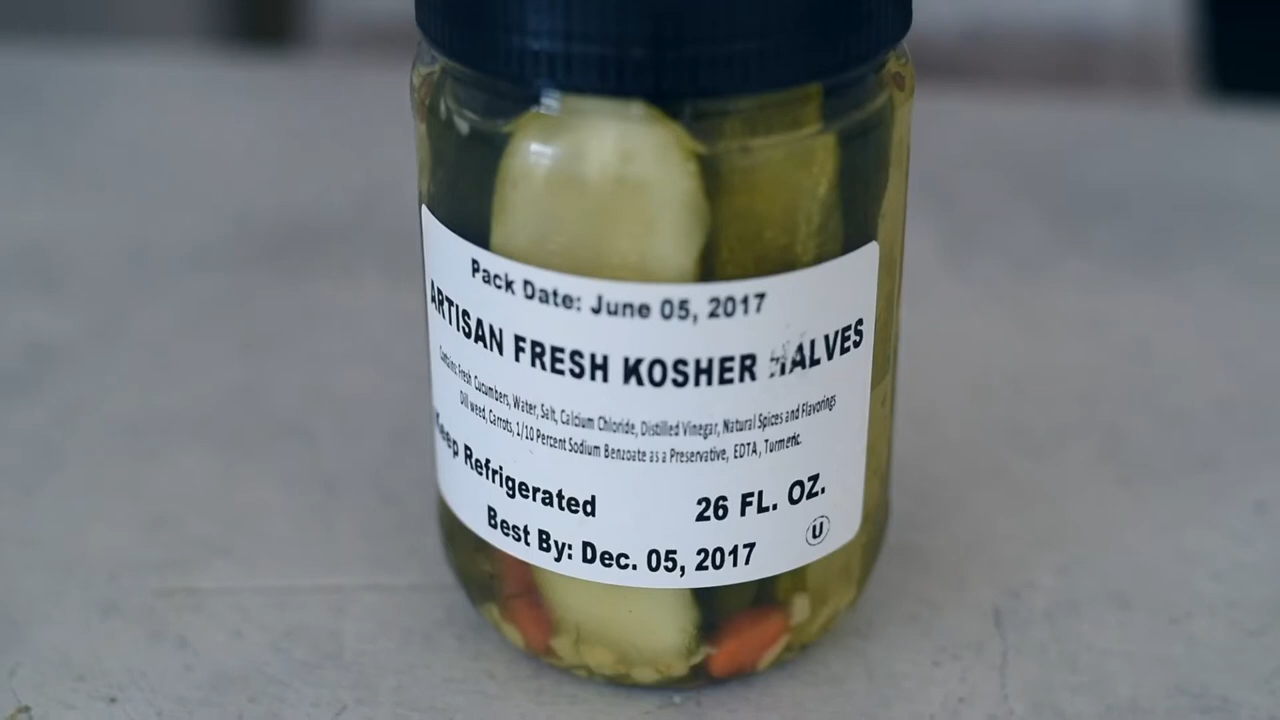 Pack Date: June 05, 2017
ARTISAN FRESH KOSHER HALVES
Contains: Fresh Cucumbers, Water, Salt, Calcium Chloride, Distilled Vinegar, Natural Spices and Flavorings
Dill weed, Carrots, 1/10 Percent Sodium Benzoate as a Preservative, EDTA, Turmeric.
Keep Refrigerated
26 FL. OZ.
Best By: Dec. 05, 2017
U